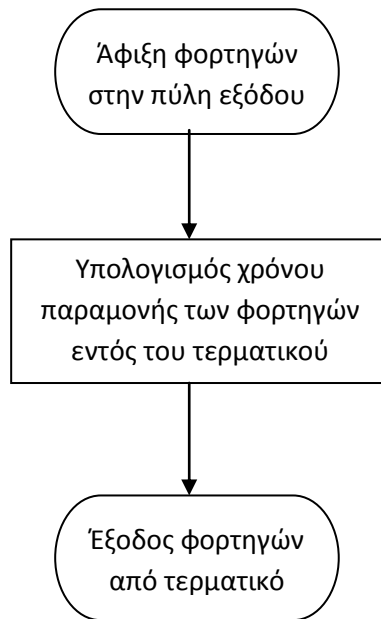 Άφιξη φορτηγών
στην πύλη εξόδου
Υπολογισμός χρόνου
παραμονής των φορτηγών
εντός του τερματικού
Έξοδος φορτηγών
από τερματικό